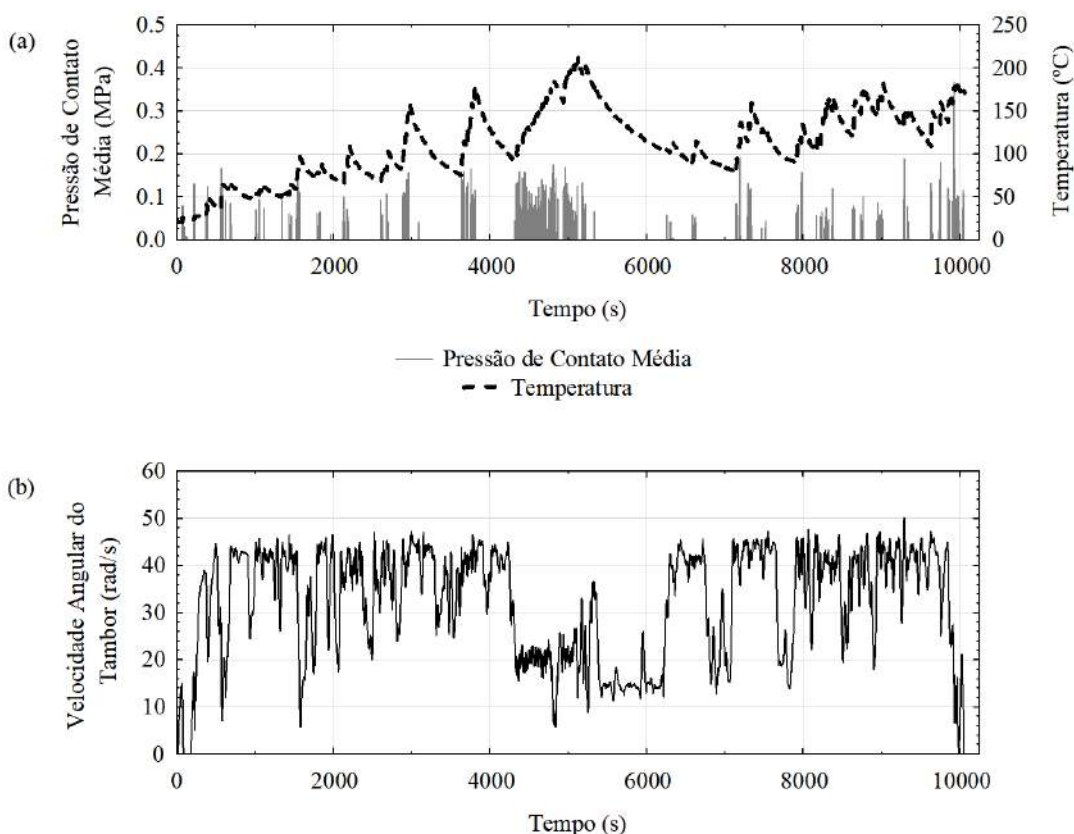 (a)
Pressão de Contato
Média (MPa)
0.5
0.4
0.3
0.2
0.1
0.0
250
200
150
100
50
0
Temperatura (ºC)
0 2000 4000 6000 8000 10000
Tempo (s)
Pressão de Contato Média
Temperatura
(b)
Velocidade Angular do
Tambor (rad/s)
60
50
40
30
20
10
0
0 2000 4000 6000 8000 10000
Tempo (s)